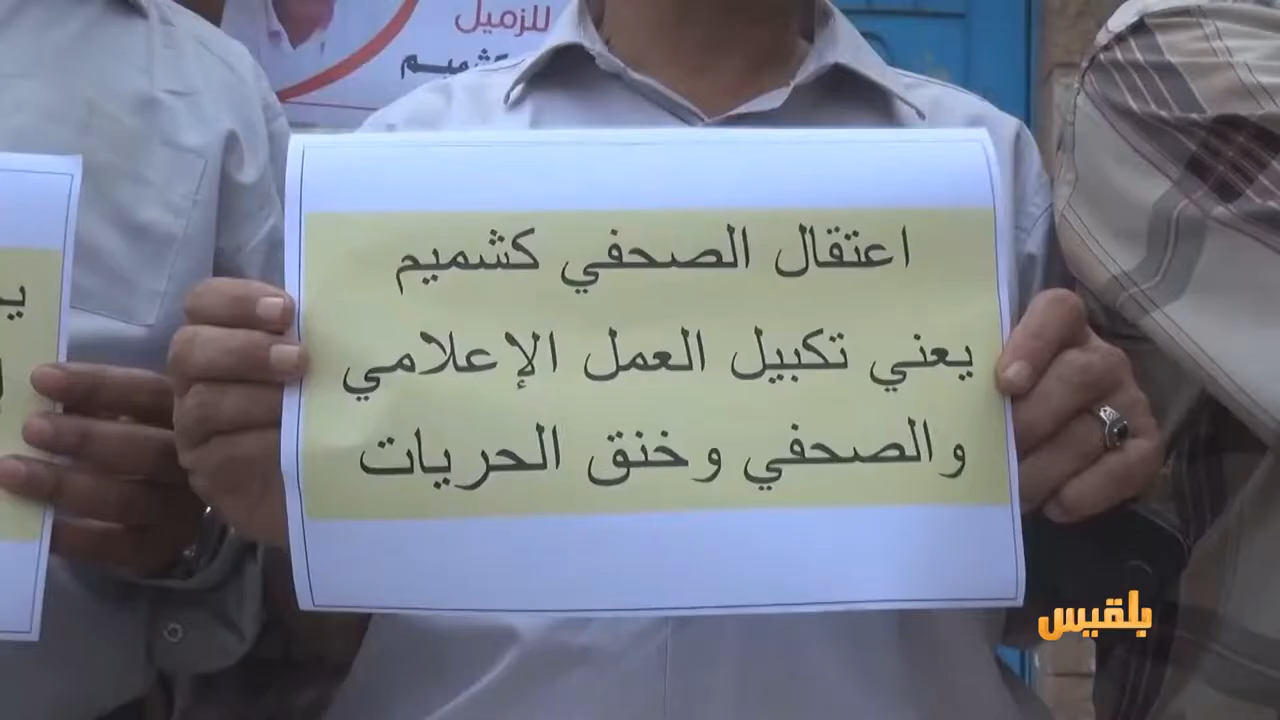 للزميل
اعتقال الصحفي كشميم
يعني تكبيل العمل الإعلامي
والصحفي وخنق الحريات
بلقيس